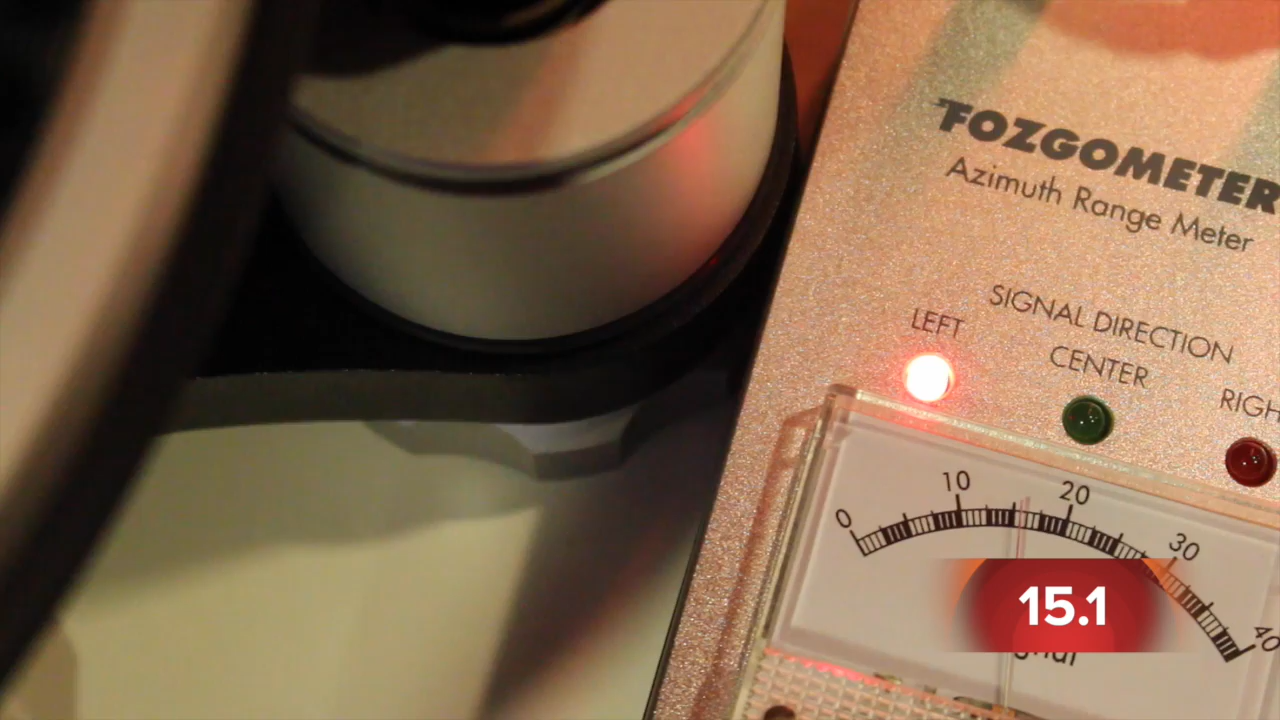 FOZGOMETER
Azimuth Range Meter
SIGNAL DIRECTION
LEFT
CENTER
0
10
20
30
40
15.1